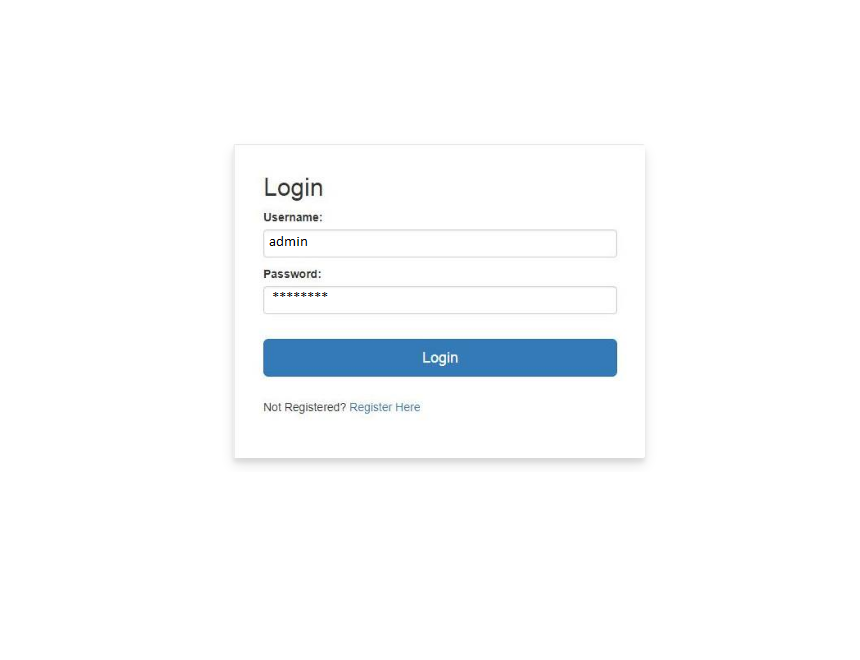 Login
Username:
admin
Password:
********
Login
Not Registered? Register Here